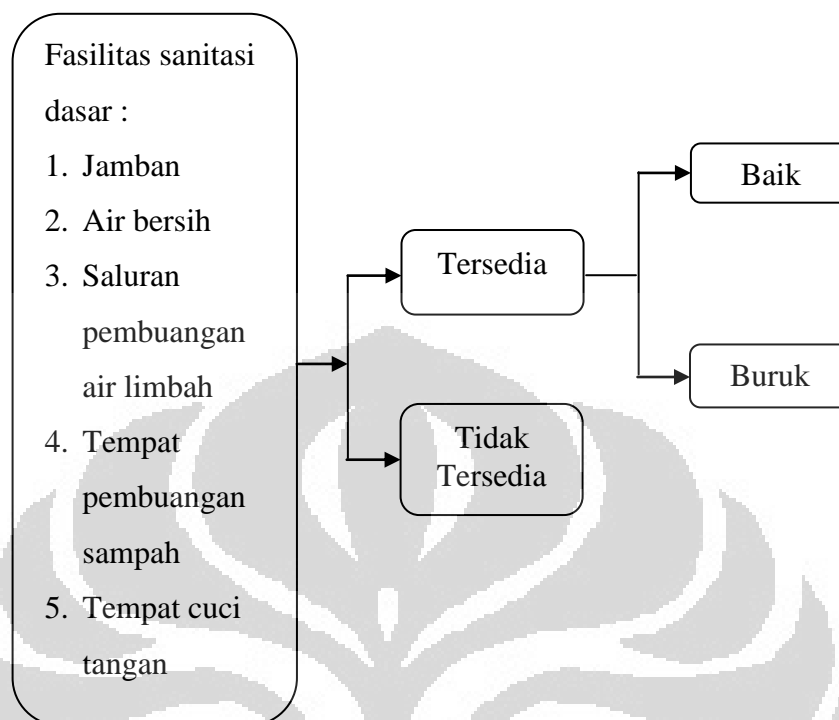 Fasilitas sanitasi
dasar :
1. Jamban
2. Air bersih
3. Saluran
pembuangan
air limbah
4. Tempat
pembuangan
sampah
5. Tempat cuci
tangan
Tersedia
Tidak
Tersedia
Baik
Buruk